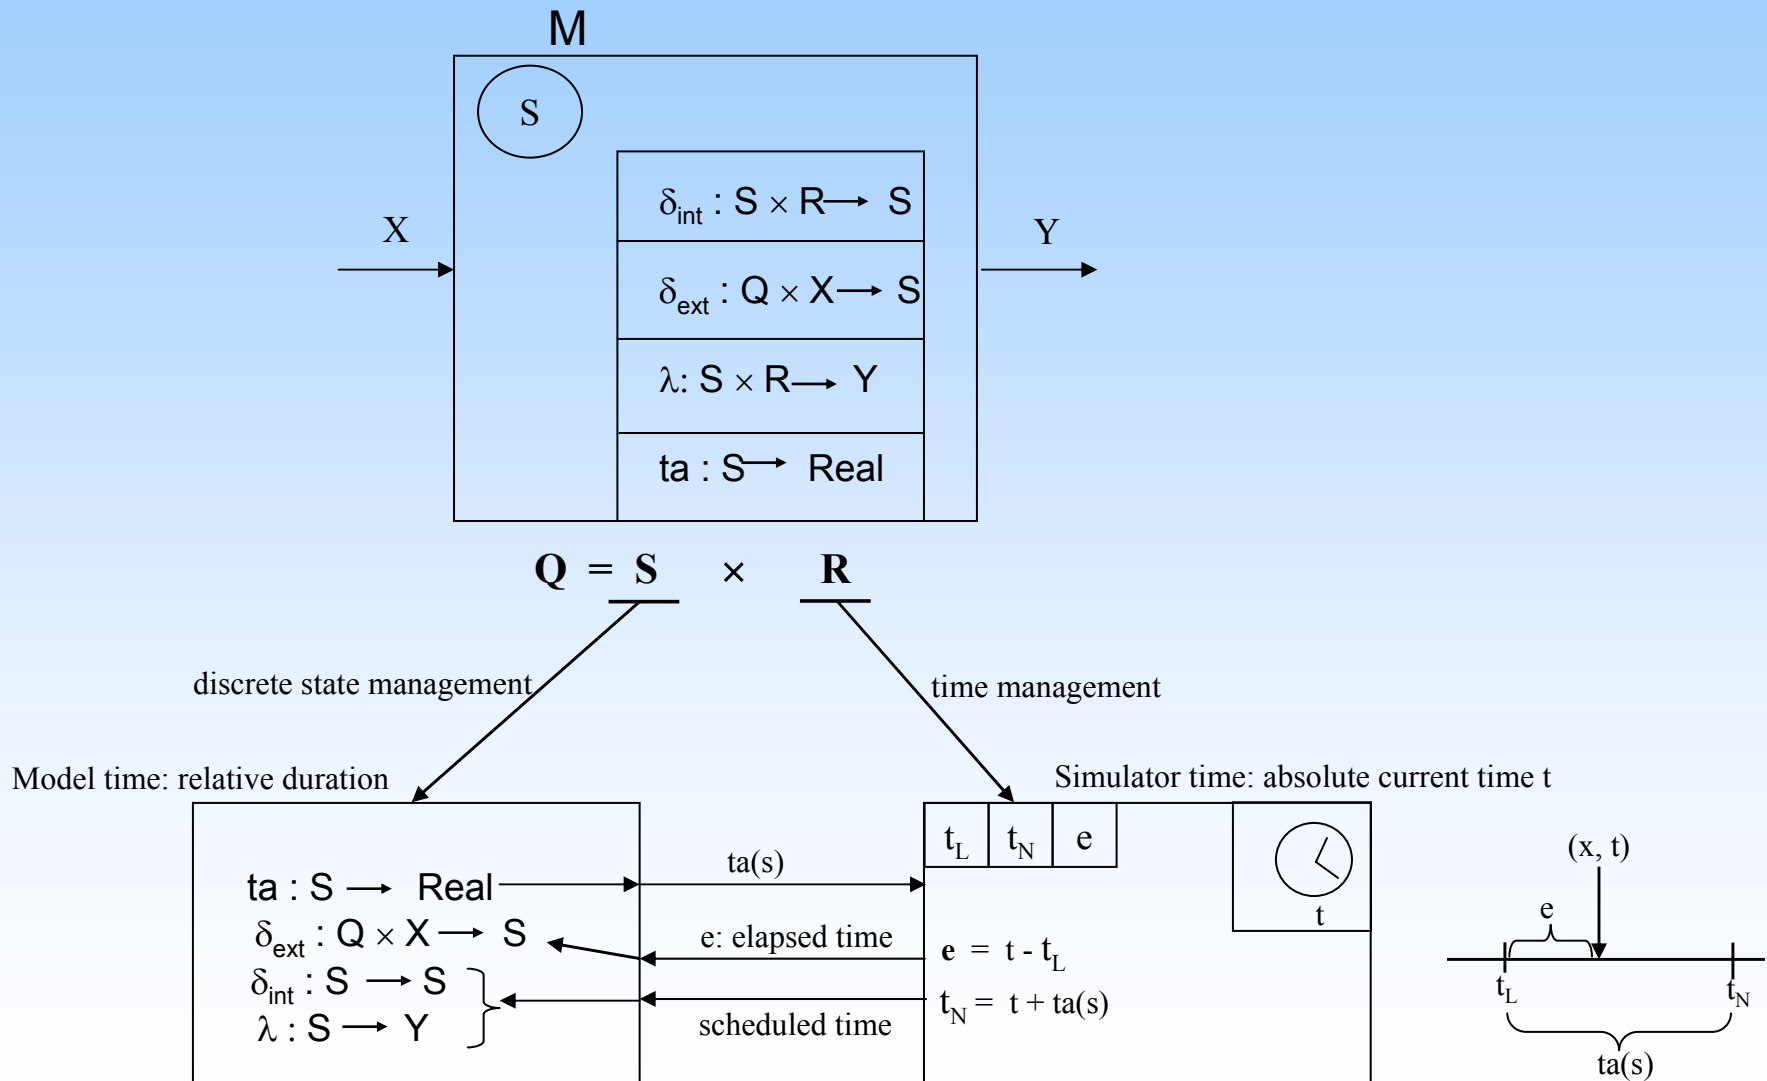 M
S
δint : S × R → S
X
Y
δext : Q × X → S
λ: S × R → Y
ta : S → Real
Q = S × R
discrete state management
time management
Model time: relative duration
Simulator time: absolute current time t
tL tN e
t
ta(s)
ta : S → Real
δext : Q × X → S
e: elapsed time
e = t - tL
δint : S → S
tN = t + ta(s)
λ : S → Y
scheduled time
(x, t)
e
tL
tN
ta(s)